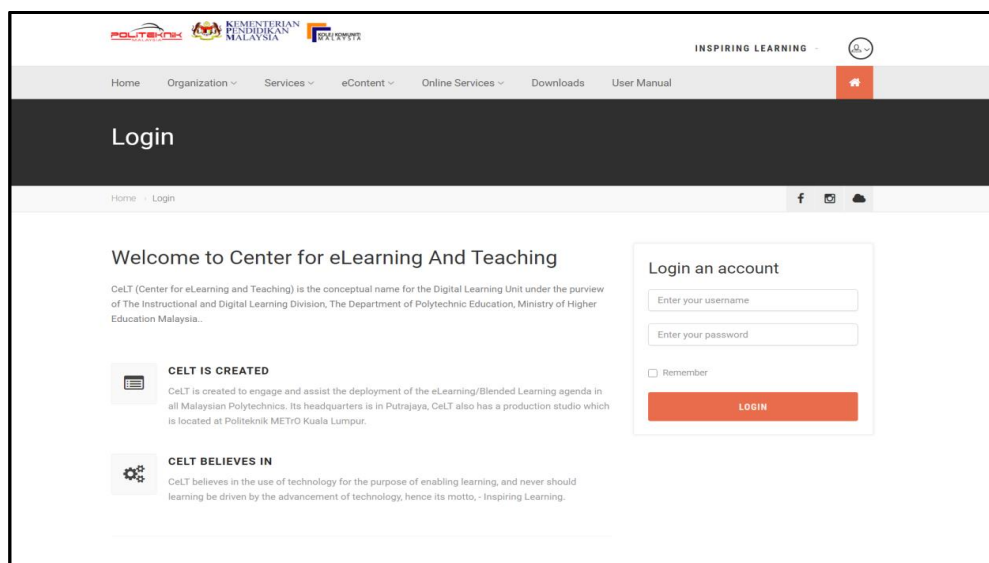 POLITEKNIK
MALAYSIA
KEMENTERIAN
PENDIDIKAN
MALAYSIA
KOLEJ KOMUNITI
MALAYSIA
INSPIRING LEARNING -
Home Organization Services eContent Online Services Downloads User Manual
Login
Home Login
Welcome to Center for eLearning And Teaching
CeLT (Center for eLearning and Teaching) is the conceptual name for the Digital Learning Unit under the purview
of The Instructional and Digital Learning Division, The Department of Polytechnic Education, Ministry of Higher
Education Malaysia..
CELT IS CREATED
CeLT is created to engage and assist the deployment of the eLearning/Blended Learning agenda in
all Malaysian Polytechnics. Its headquarters is in Putrajaya, CeLT also has a production studio which
is located at Politeknik METrO Kuala Lumpur.
CELT BELIEVES IN
CeLT believes in the use of technology for the purpose of enabling learning, and never should
learning be driven by the advancement of technology, hence its motto, - Inspiring Learning.
Login an account
Enter your username
Enter your password
Remember
LOGIN